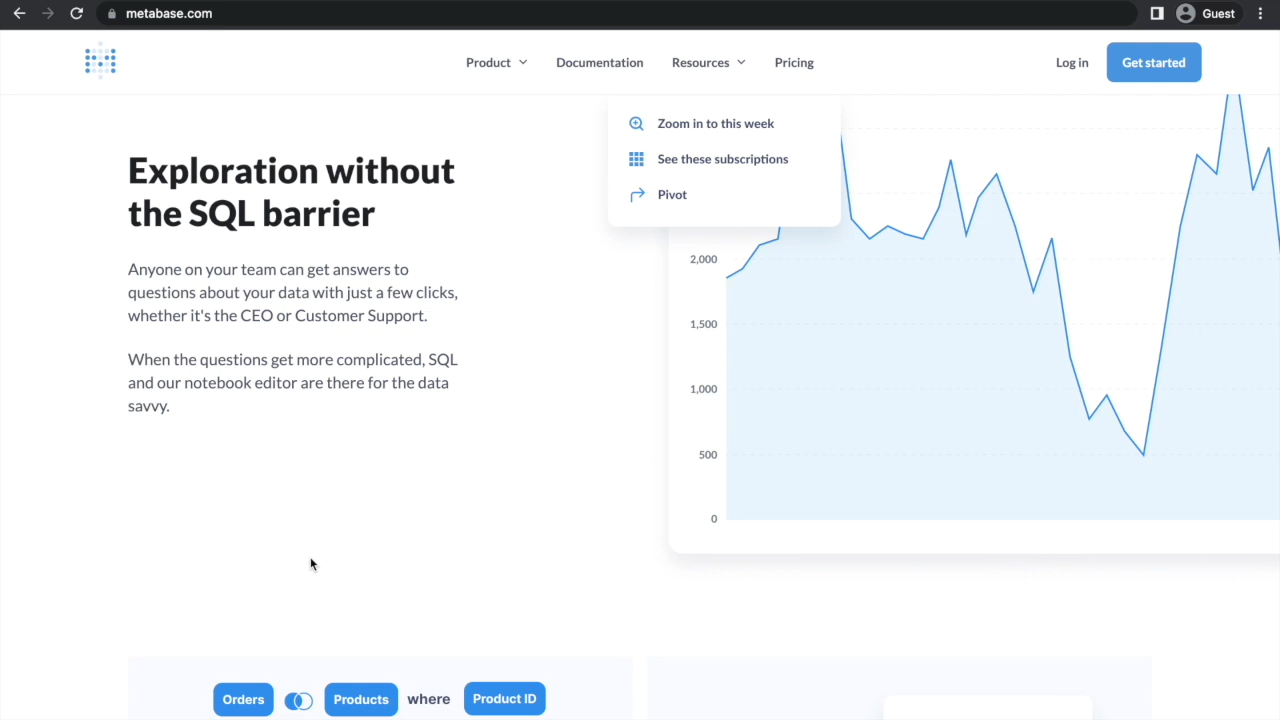 metabase.com
Guest
Product
Documentation
Resources
Pricing
Log in
Get started
Exploration without
the SQL barrier
Anyone on your team can get answers to
questions about your data with just a few clicks,
whether it's the CEO or Customer Support.
When the questions get more complicated, SQL
and our notebook editor are there for the data
savvy.
Zoom in to this week
See these subscriptions
Pivot
2,000
1,500
1,000
500
0
Orders Products where Product ID